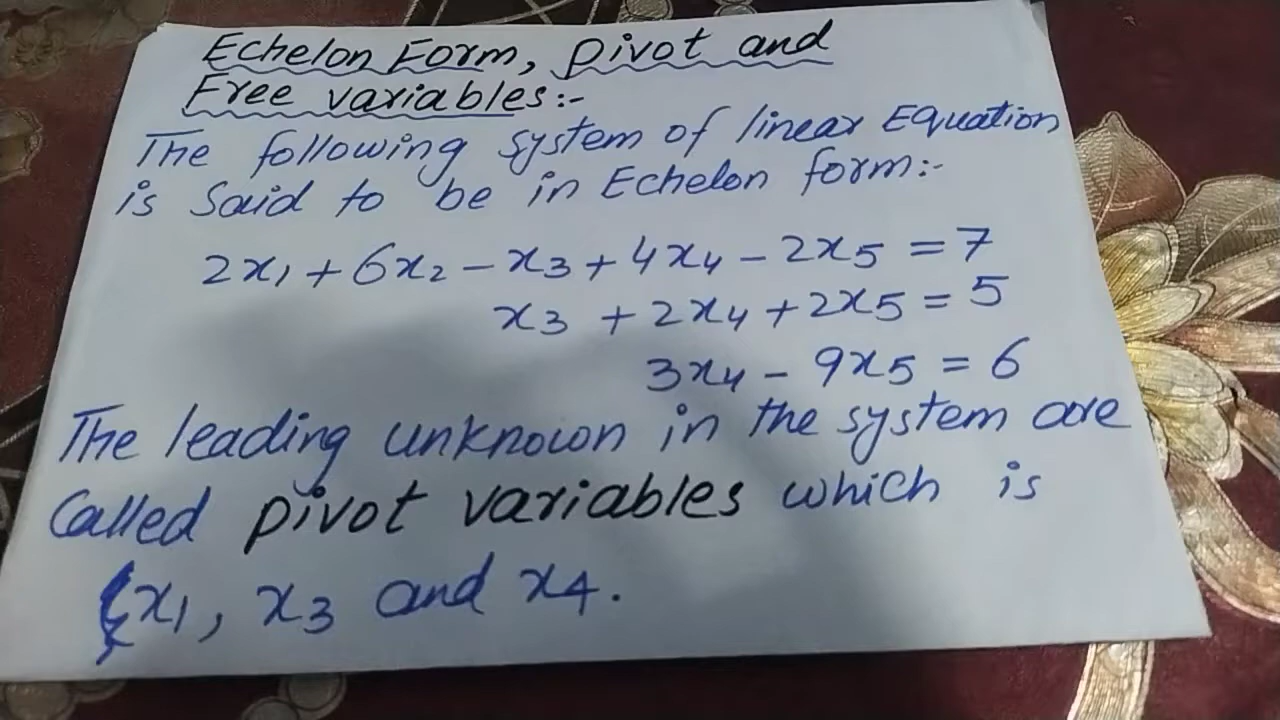 Echelon Form, pivot and
Free variables:-
The following system of linear Equation
is Said to be in Echelon form:-
2x₁ + 6x₂ - x₃ + 4x₄ - 2x₅ = 7
x₃ + 2x₄ + 2x₅ = 5
3x₄ - 9x₅ = 6
The leading unknown in the system are
Called pivot variables which is
{x₁, x₃ and x₄.